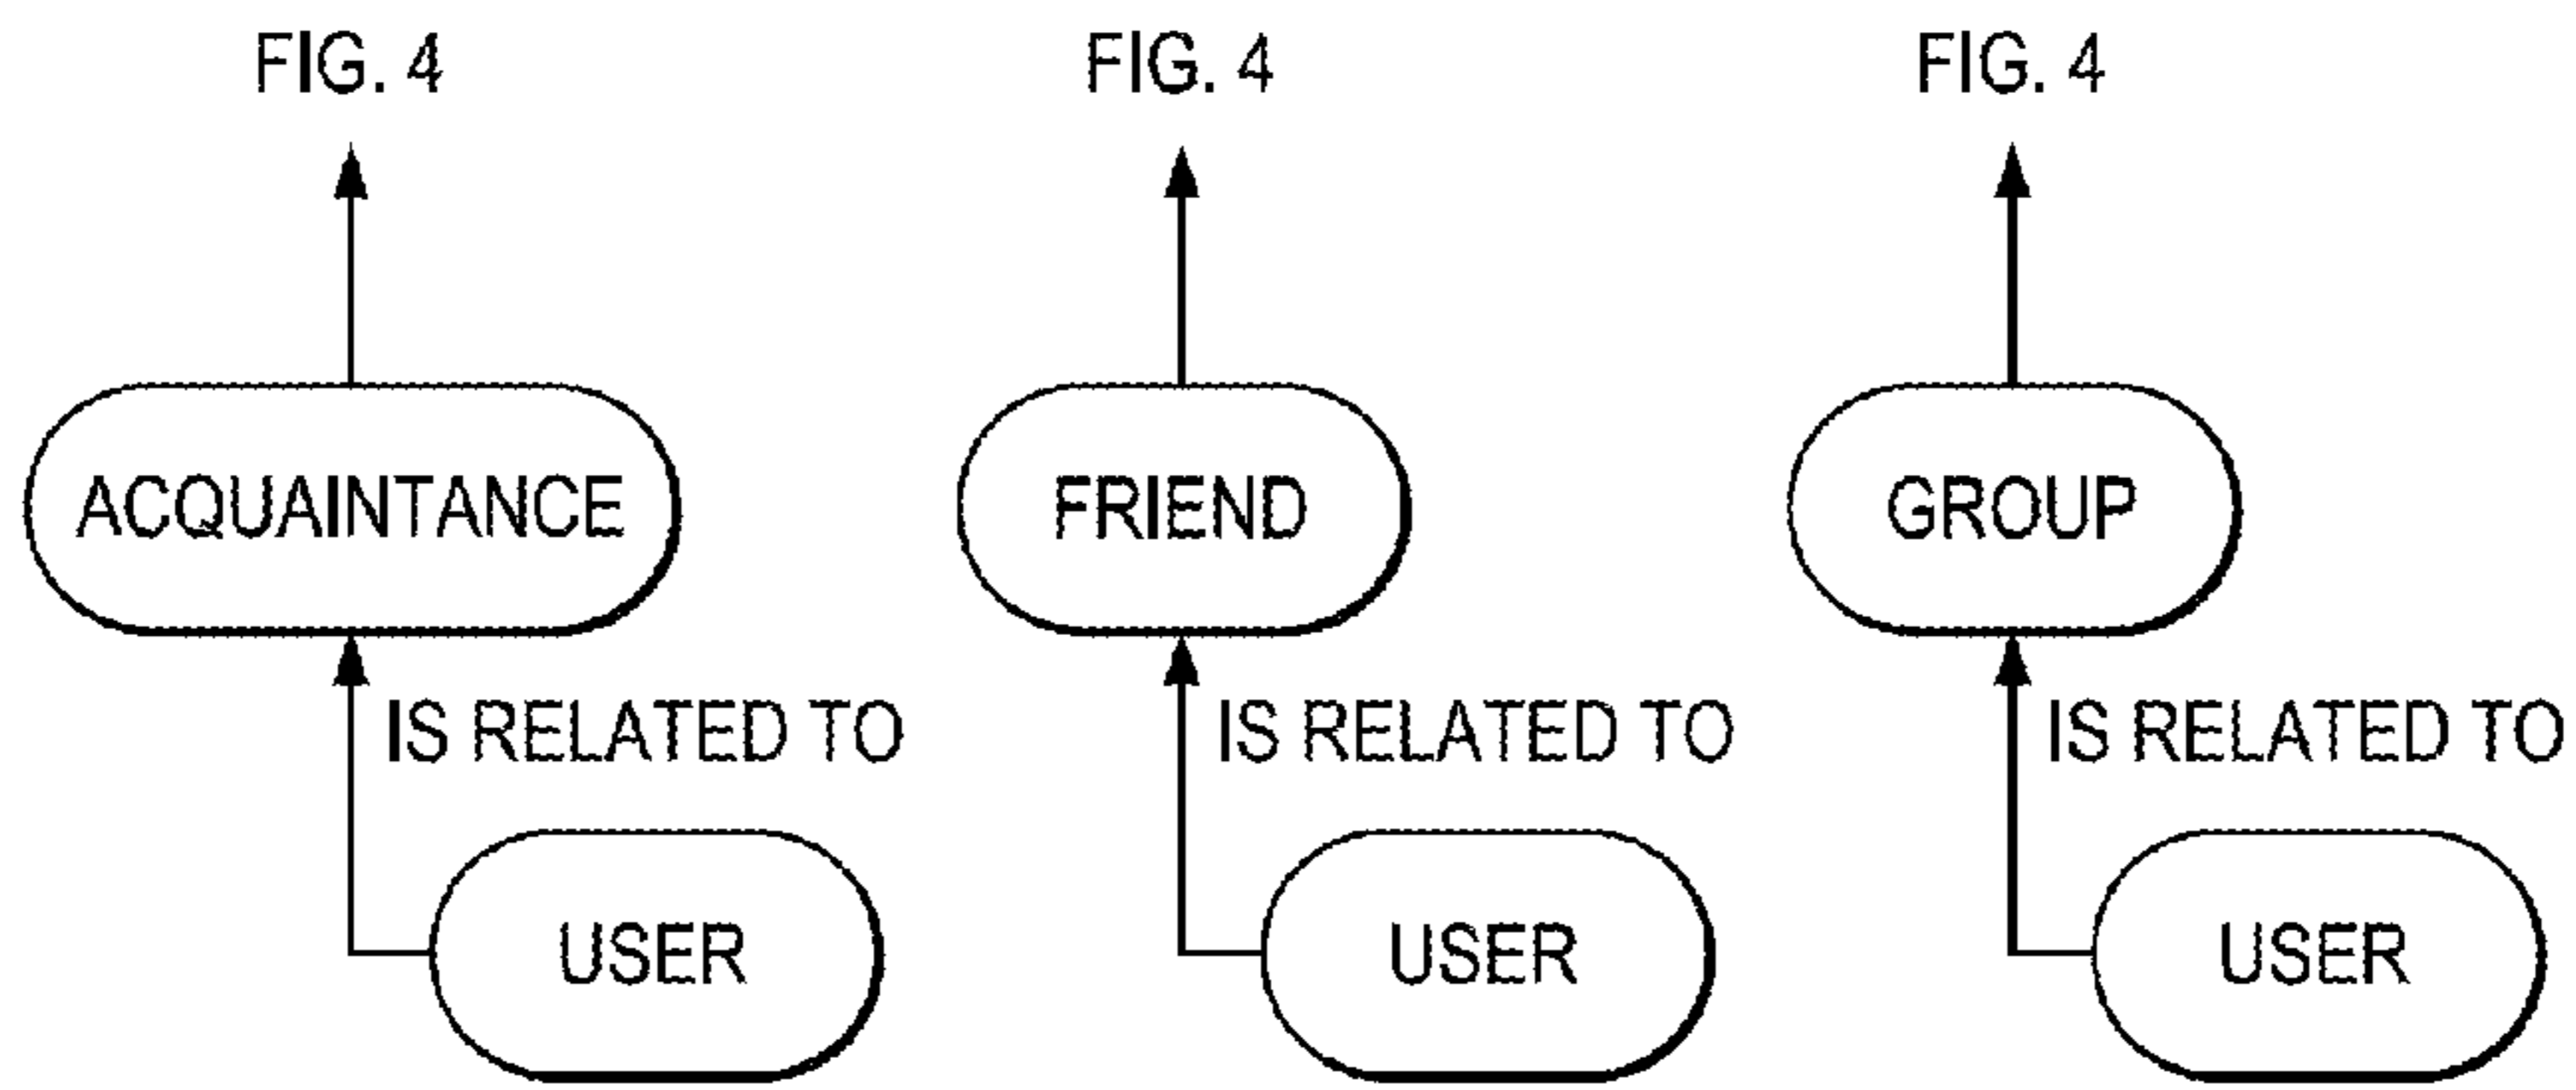 FIG. 4 FIG. 4 FIG. 4
ACQUAINTANCE FRIEND GROUP
IS RELATED TO IS RELATED TO IS RELATED TO
USER USER USER